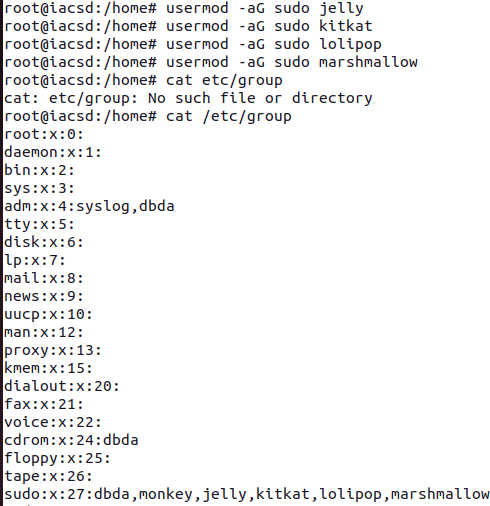 root@iacsd:/home# usermod -aG sudo jelly
root@iacsd:/home# usermod -aG sudo kitkat
root@iacsd:/home# usermod -aG sudo lolipop
root@iacsd:/home# usermod -aG sudo marshmallow
root@iacsd:/home# cat etc/group
cat: etc/group: No such file or directory
root@iacsd:/home# cat /etc/group
root:x:0:
daemon:x:1:
bin:x:2:
sys:x:3:
adm:x:4:syslog,dbda
tty:x:5:
disk:x:6:
lp:x:7:
mail:x:8:
news:x:9:
uucp:x:10:
man:x:12:
proxy:x:13:
kmem:x:15:
dialout:x:20:
fax:x:21:
voice:x:22:
cdrom:x:24:dbda
floppy:x:25:
tape:x:26:
sudo:x:27:dbda,monkey,jelly,kitkat,lolipop,marshmallow